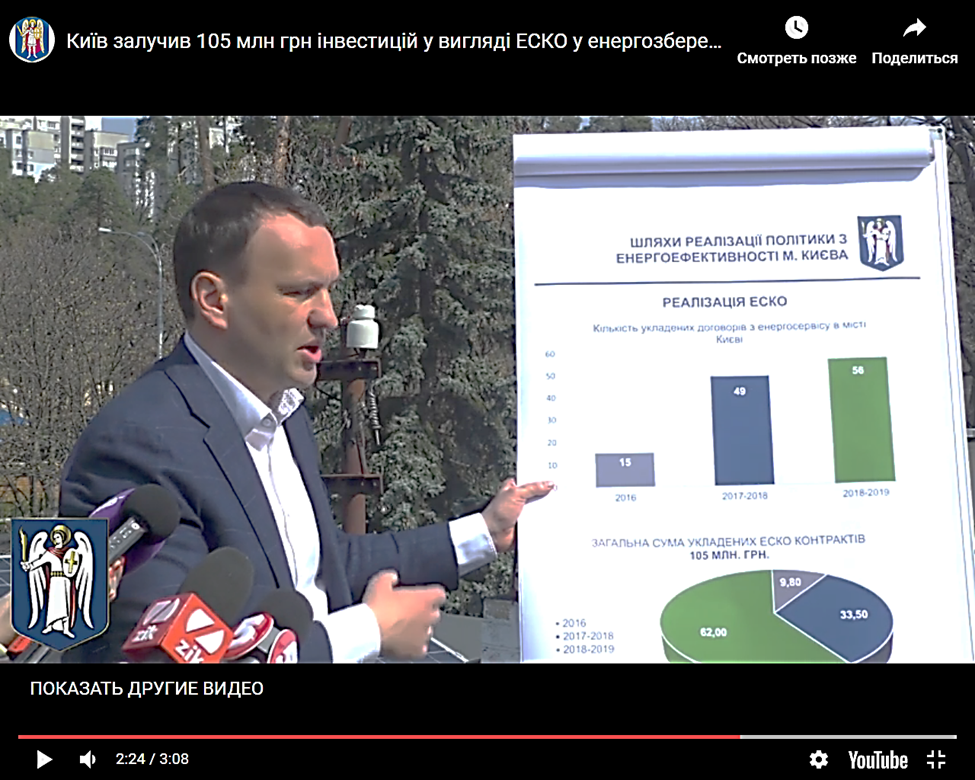 Київ залучив 105 млн грн інвестицій у вигляді ЕСКО у енергозбере...
Смотреть позже
Поделиться
ШЛЯХИ РЕАЛІЗАЦІЇ ПОЛІТИКИ З
ЕНЕРГОЕФЕКТИВНОСТІ М. КИЄВА
РЕАЛІЗАЦІЯ ЕСКО
Кількість укладених договорів з енергосервісу в місті
Києві
60
50
40
30
20
10
15
49
56
2016
2017-2018
2018-2019
ЗАГАЛЬНА СУМА УКЛАДЕНИХ ЕСКО КОНТРАКТІВ
105 МЛН. ГРН.
9,80
33,50
62,00
• 2016
• 2017-2018
• 2018-2019
zik
zik
ПОКАЗАТЬ ДРУГИЕ ВИДЕО
2:24 / 3:08
YouTube